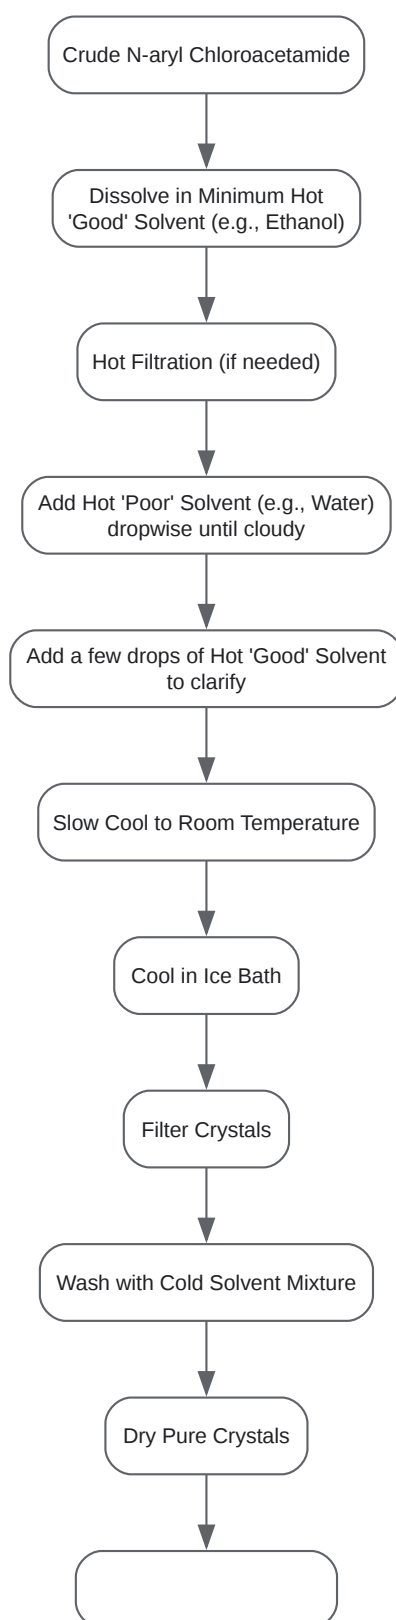 Crude N-aryl Chloroacetamide
Dissolve in Minimum Hot
'Good' Solvent (e.g., Ethanol)
Hot Filtration (if needed)
Add Hot 'Poor' Solvent (e.g., Water)
dropwise until cloudy
Add a few drops of Hot 'Good' Solvent
to clarify
Slow Cool to Room Temperature
Cool in Ice Bath
Filter Crystals
Wash with Cold Solvent Mixture
Dry Pure Crystals